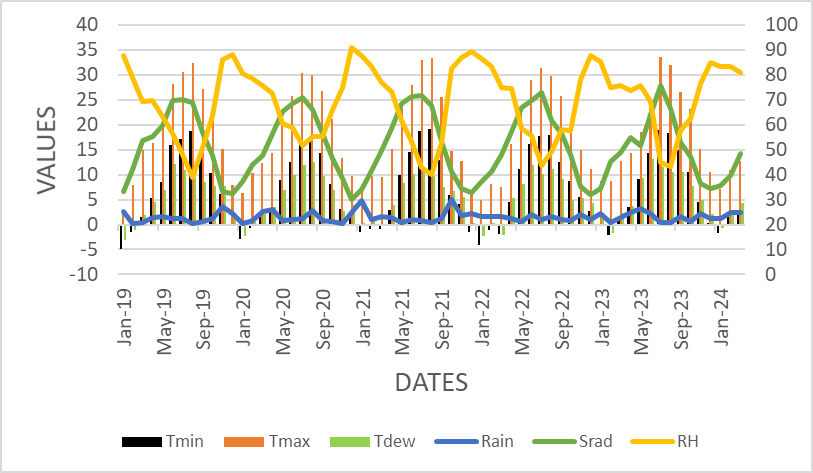 40
35
30
25
20
15
10
5
0
-5
-10
VALUES
100
90
80
70
60
50
40
30
20
10
0
Jan-19
May-19
Sep-19
Jan-20
May-20
Sep-20
Jan-21
May-21
Sep-21
Jan-22
May-22
Sep-22
Jan-23
May-23
Sep-23
Jan-24
DATES
Tmin Tmax Tdew Rain Srad RH